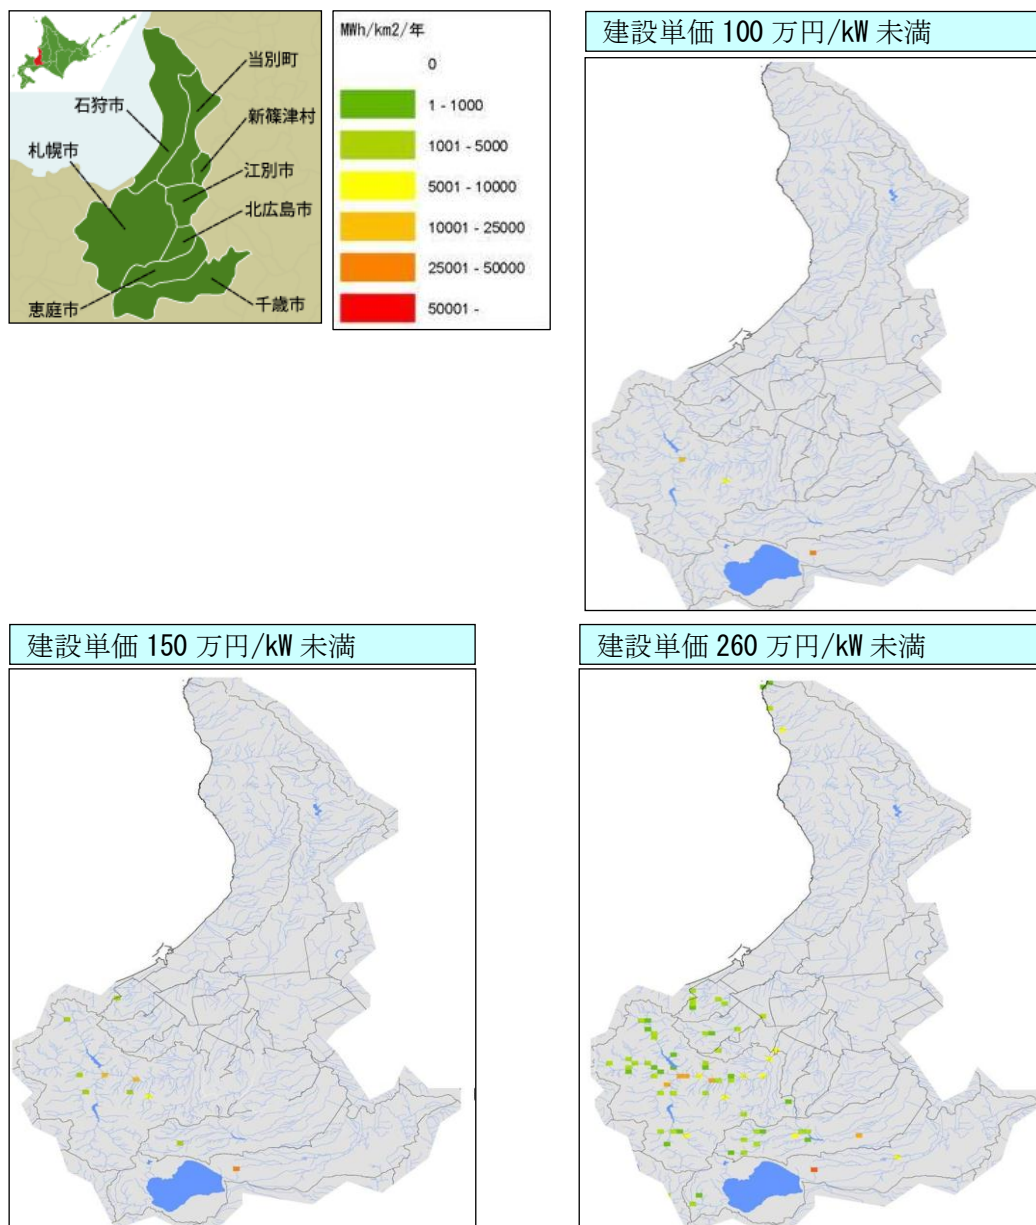 当別町
石狩市
新篠津村
札幌市
江別市
北広島市
恵庭市
千歳市
MWh/km2/年
0
1 - 1000
1001 - 5000
5001 - 10000
10001 - 25000
25001 - 50000
50001 -
建設単価 100 万円/kW 未満
建設単価 150 万円/kW 未満
建設単価 260 万円/kW 未満